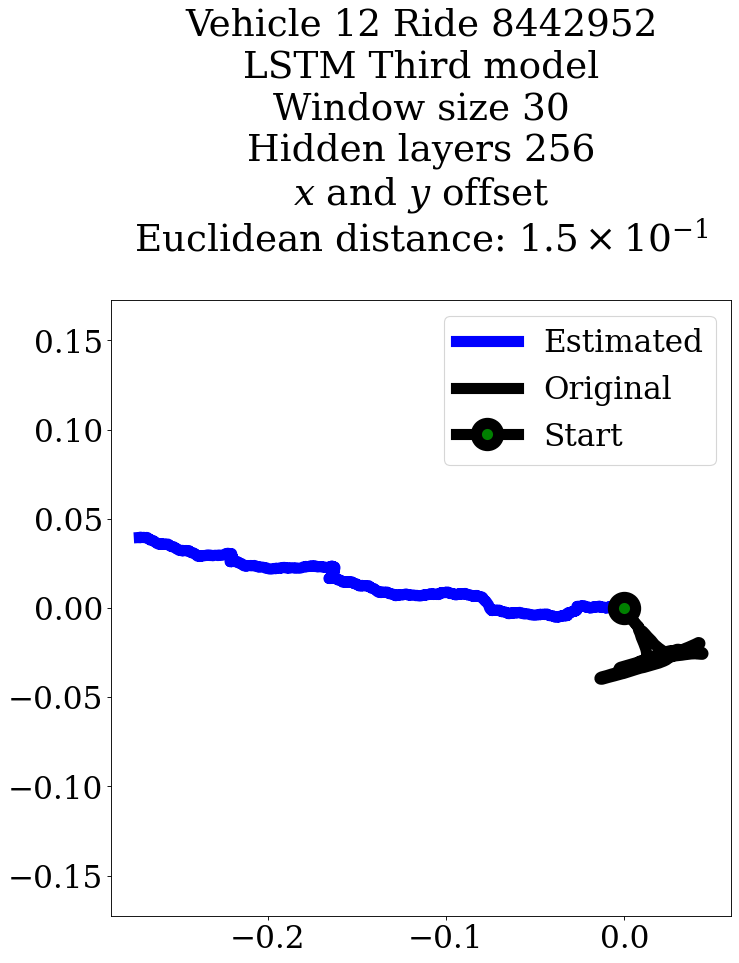 Vehicle 12 Ride 8442952
LSTM Third model
Window size 30
Hidden layers 256
x and y offset
Euclidean distance: 1.5 × 10⁻¹
Estimated
Original
Start
0.15
0.10
0.05
0.00
−0.05
−0.10
−0.15
−0.2 −0.1 0.0